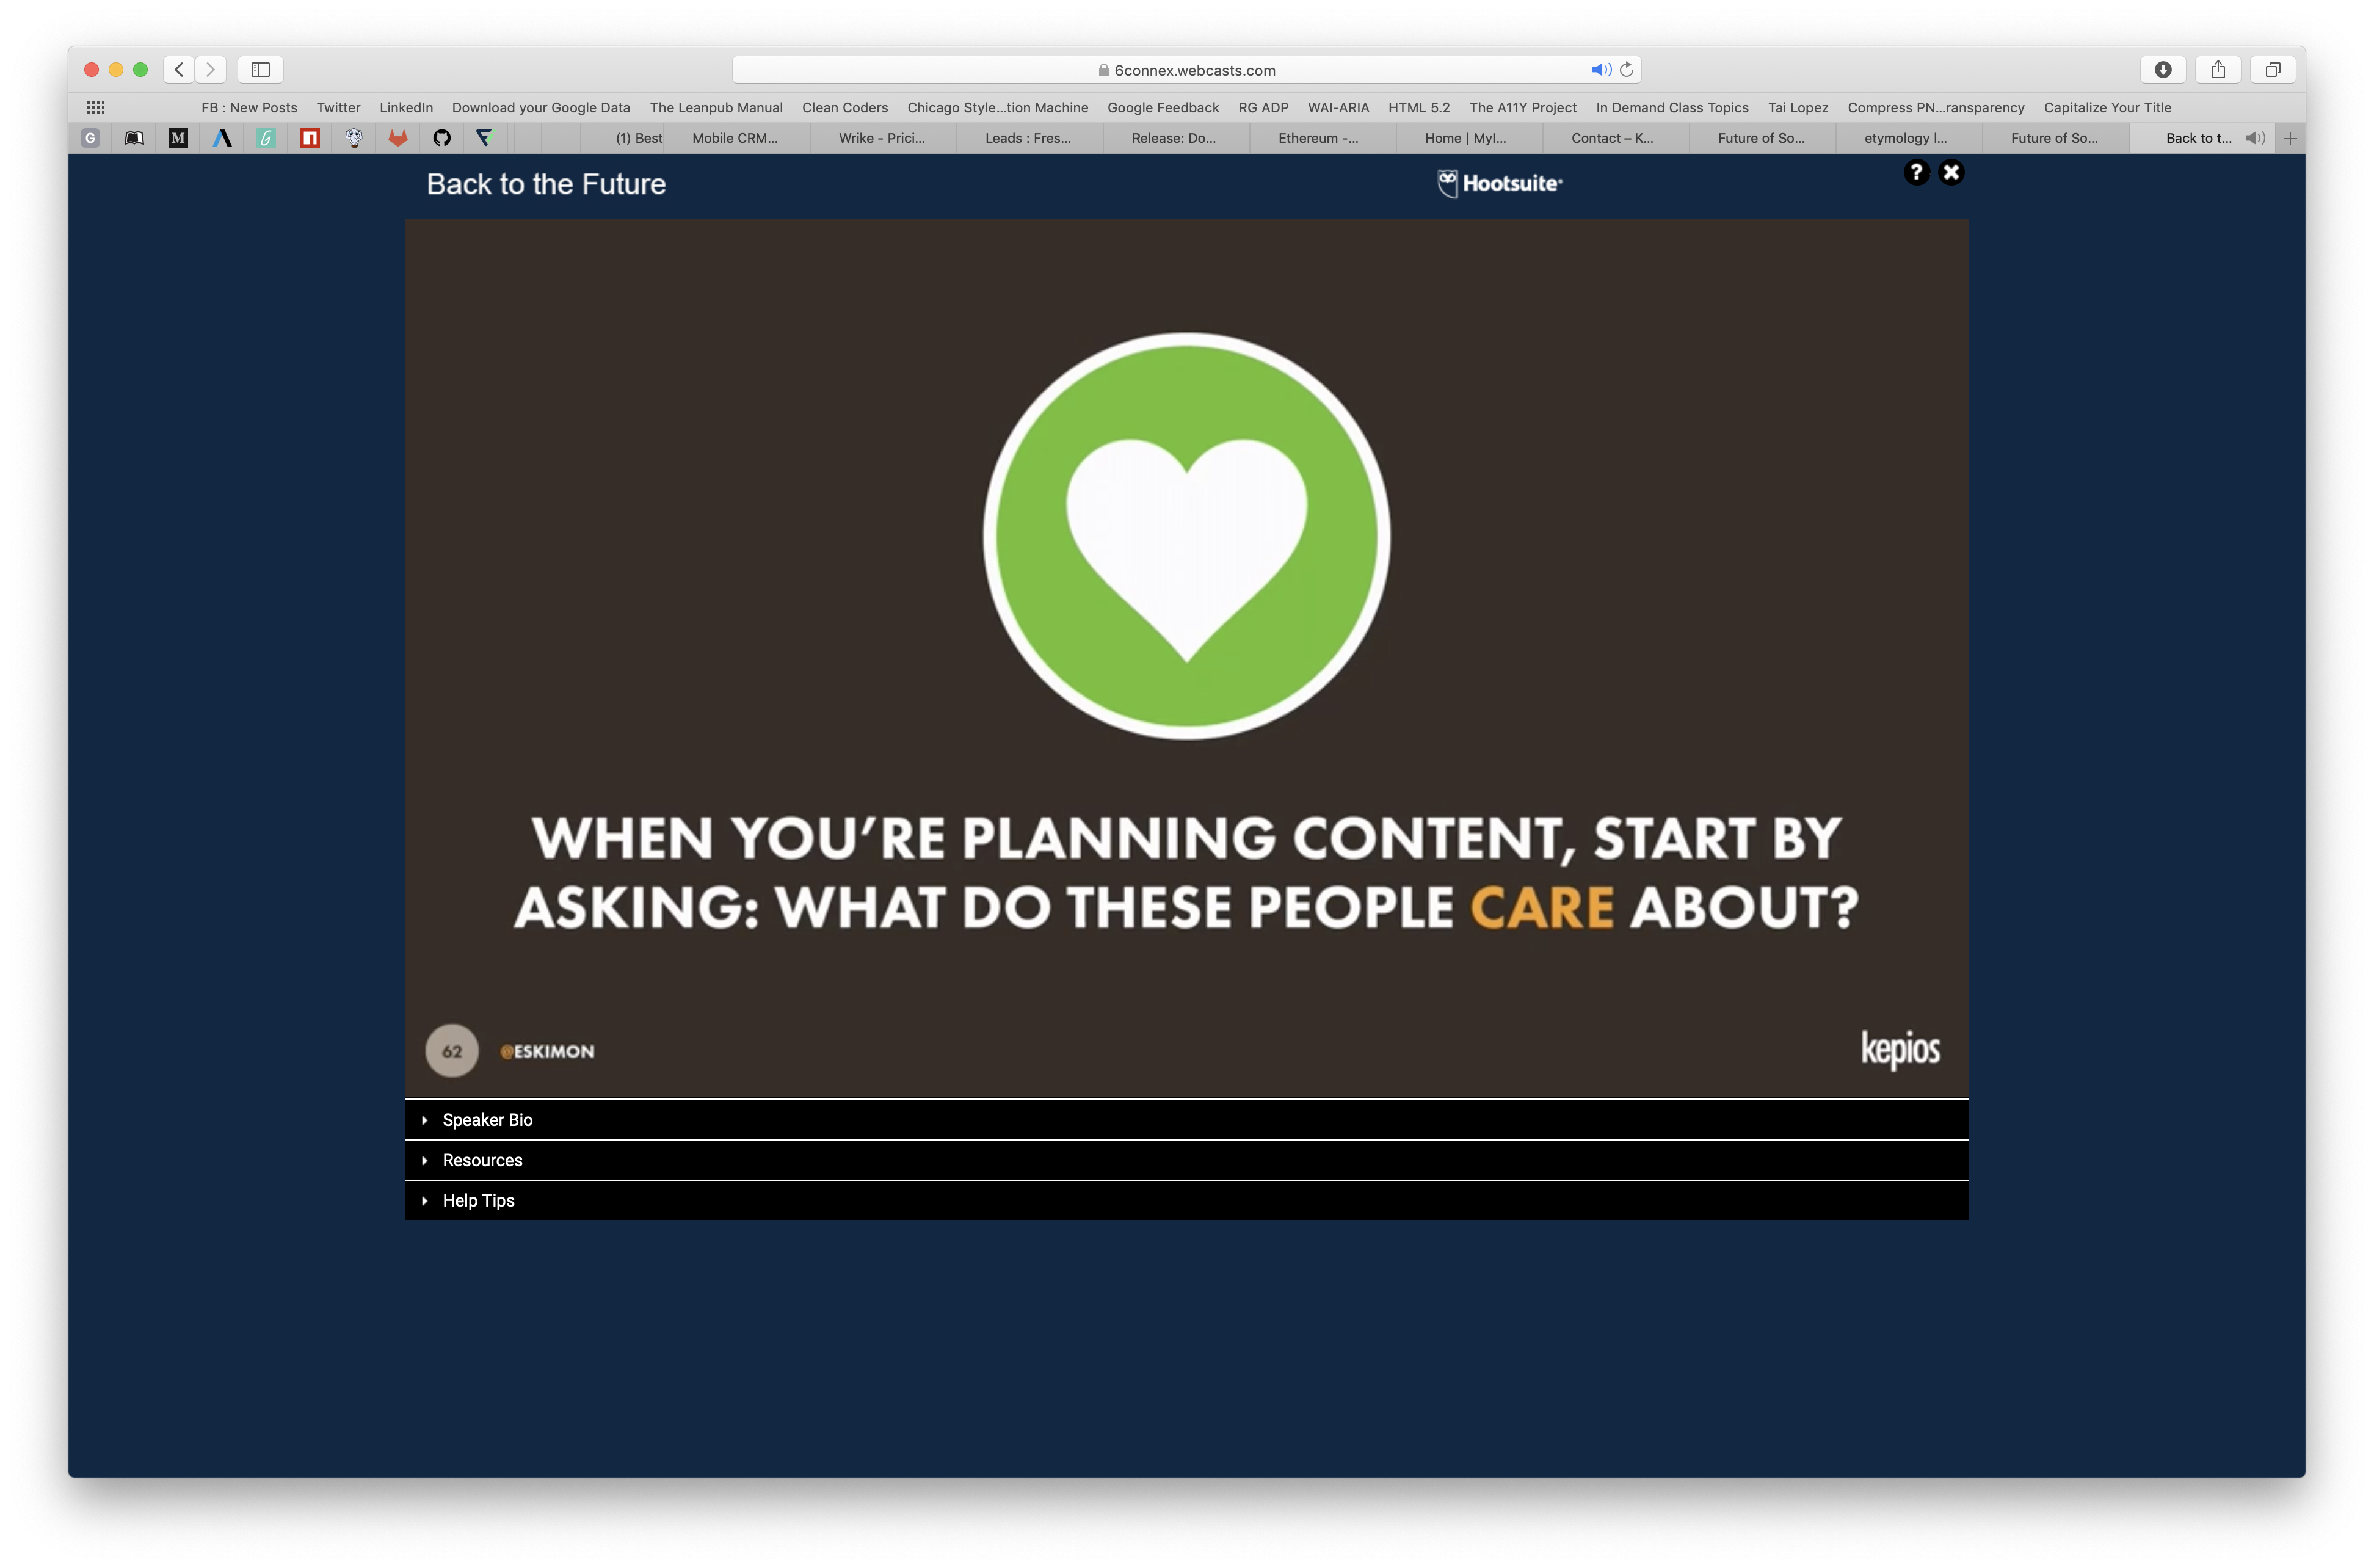 6connex.webcasts.com
FB : New Posts Twitter LinkedIn Download your Google Data The Leanpub Manual Clean Coders Chicago Style...tion Machine Google Feedback RG ADP WAI-ARIA HTML 5.2 The A11Y Project In Demand Class Topics Tai Lopez Compress PN...ransparency Capitalize Your Title
G M (1) Best Mobile CRM... Wrike - Prici... Leads : Fres... Release: Do... Ethereum -... Home | Myl... Contact – K... Future of So... etymology l... Future of So... Back to t...
Back to the Future Hootsuite®
WHEN YOU’RE PLANNING CONTENT, START BY
ASKING: WHAT DO THESE PEOPLE CARE ABOUT?
62 @ESKIMON kepios
Speaker Bio
Resources
Help Tips